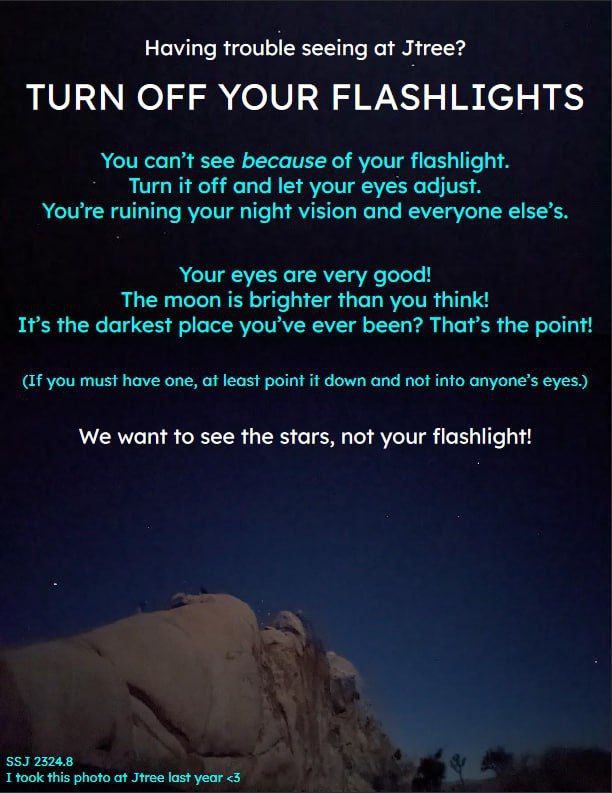 Having trouble seeing at Jtree?
TURN OFF YOUR FLASHLIGHTS
You can't see because of your flashlight.
Turn it off and let your eyes adjust.
You're ruining your night vision and everyone else's.
Your eyes are very good!
The moon is brighter than you think!
It's the darkest place you've ever been? That's the point!
(If you must have one, at least point it down and not into anyone's eyes.)
We want to see the stars, not your flashlight!
SSJ 2324.8
I took this photo at Jtree last year <3